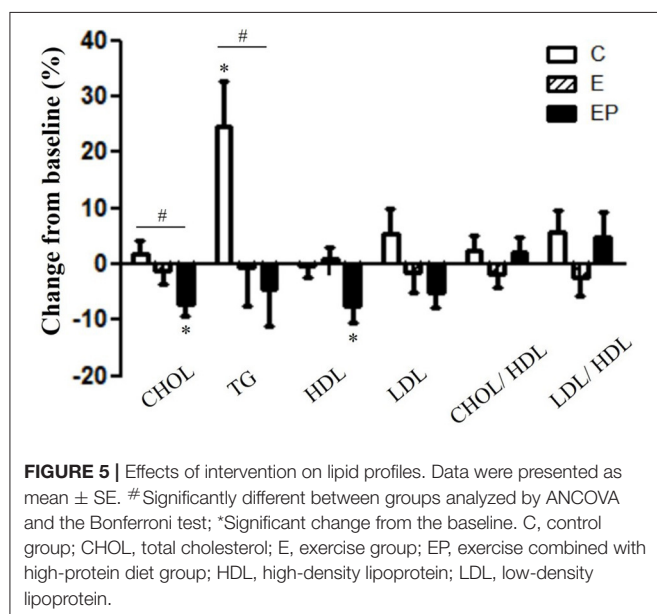 Change from baseline (%)
40
30
20
10
0
-10
-20
#
#
*
*
*
C
E
EP
CHOL
TG
HDL
LDL
CHOL/ HDL
LDL/ HDL
FIGURE 5 | Effects of intervention on lipid profiles. Data were presented as
mean ± SE. #Significantly different between groups analyzed by ANCOVA
and the Bonferroni test; *Significant change from the baseline. C, control
group; CHOL, total cholesterol; E, exercise group; EP, exercise combined with
high-protein diet group; HDL, high-density lipoprotein; LDL, low-density
lipoprotein.